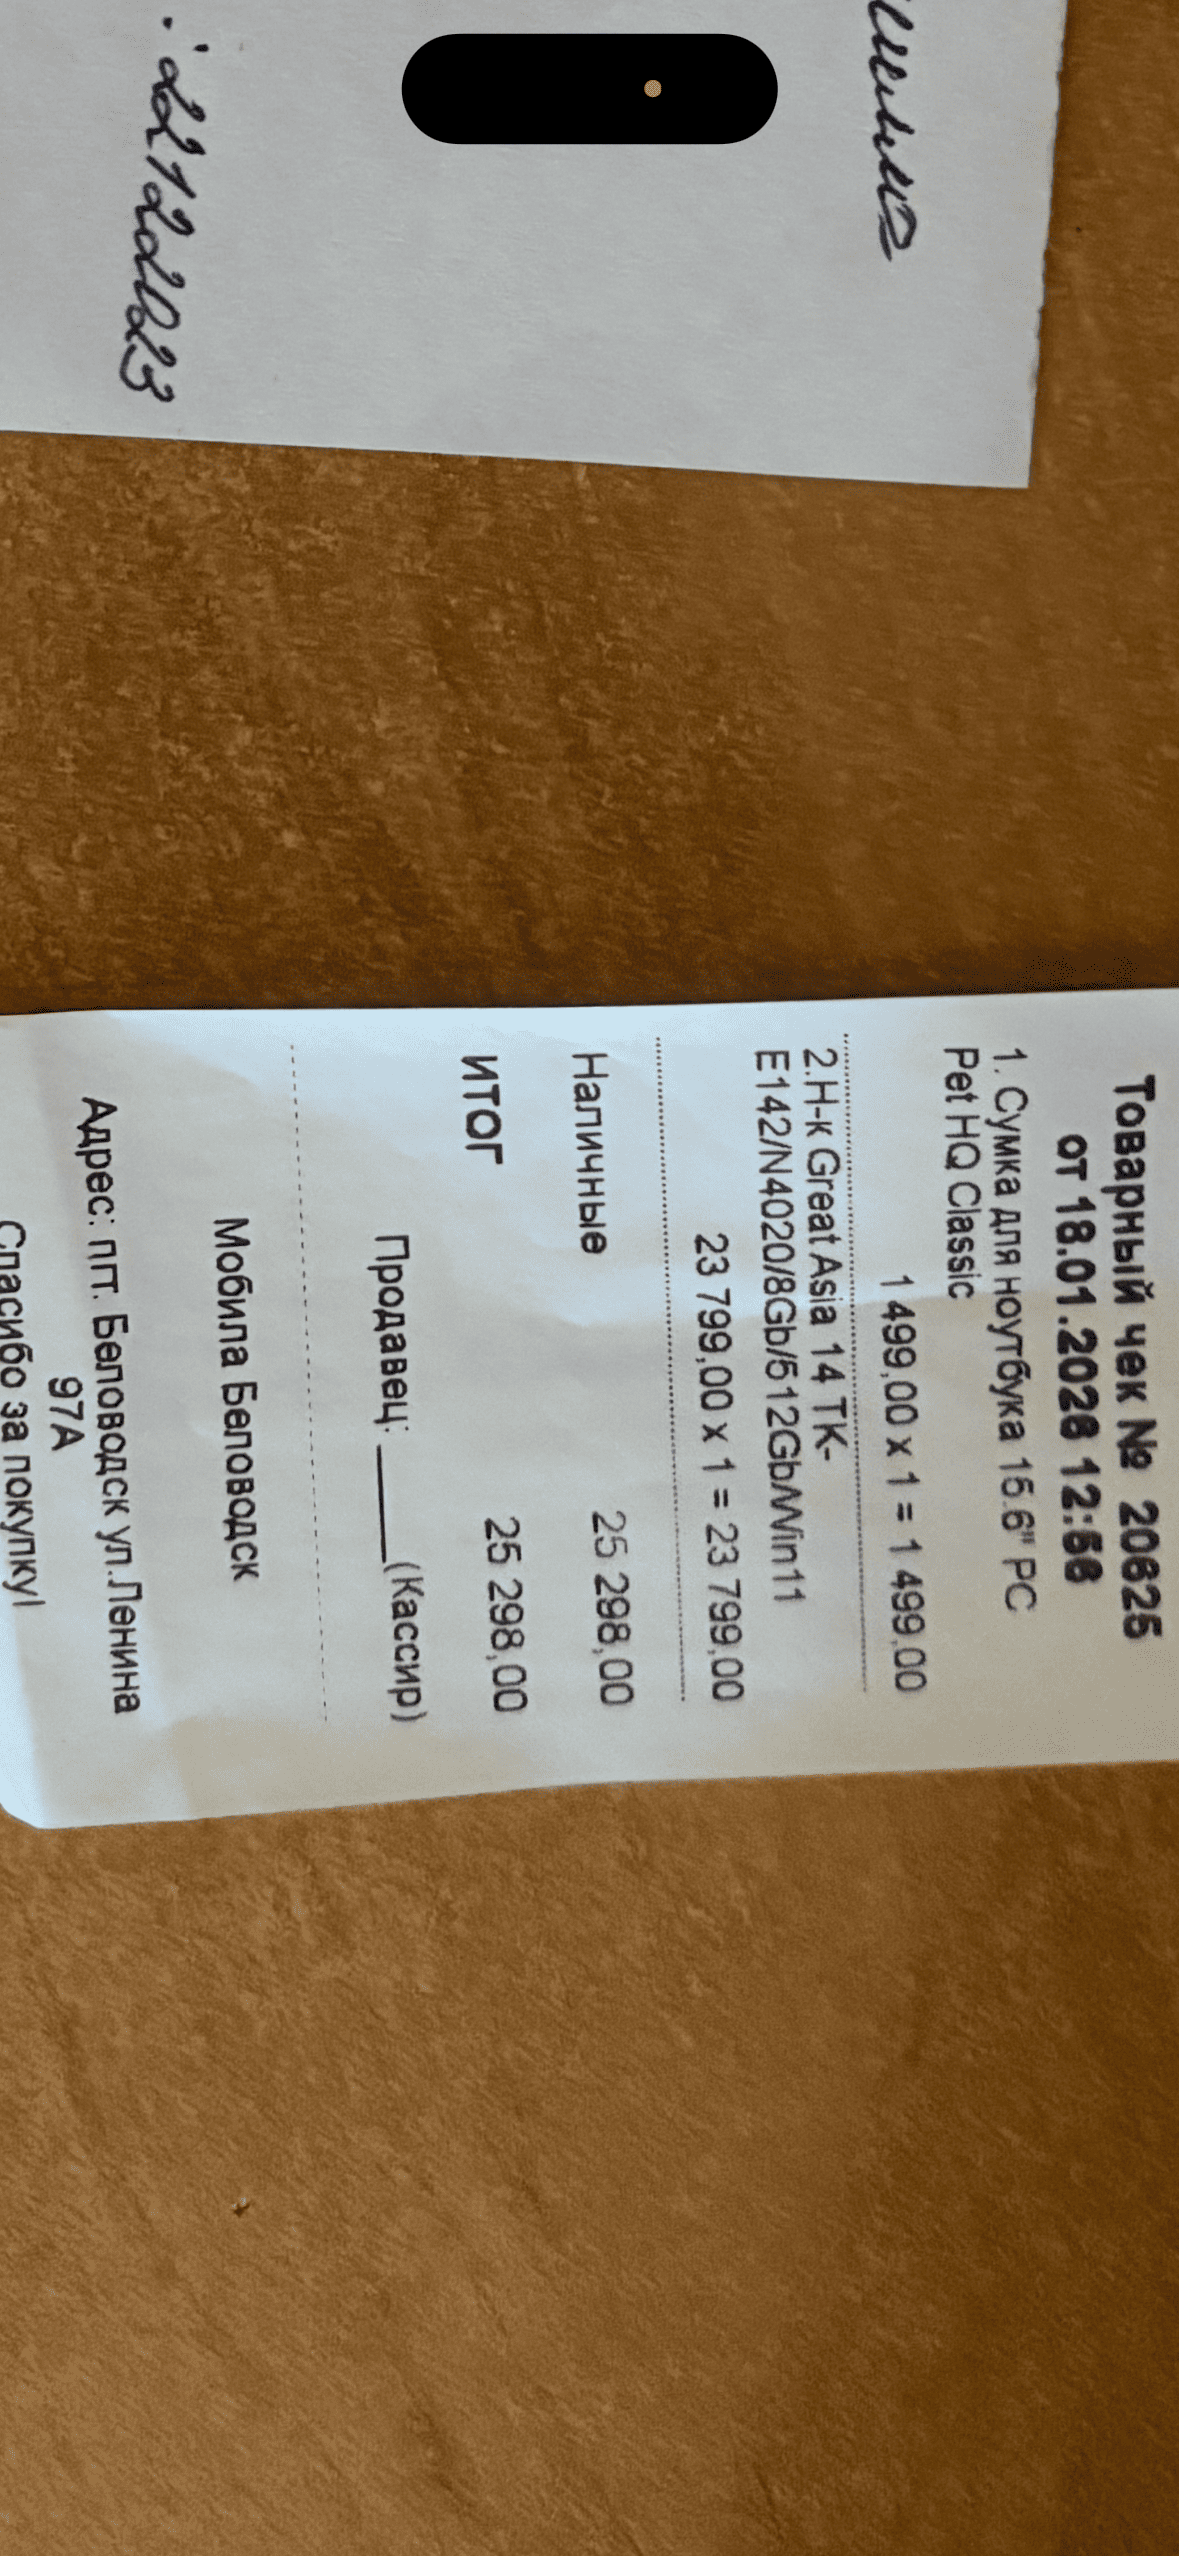 221221023
Товарный чек № 20625
от 18.01.2026 12:56
1. Сумка для ноутбука 15.6" PC
Pet HQ Classic
1 499,00 x 1 = 1 499,00
2.Н-к Great Asia 14 TK-
E142/N4020/8Gb/512Gb/Win11
23 799,00 x 1 = 23 799,00
Наличные 25 298,00
ИТОГ 25 298,00
Продавец: ______(Кассир)
Мобила Беловодск
Адрес: пгт. Беловодск ул.Ленина
97А
Спасибо за покупку!